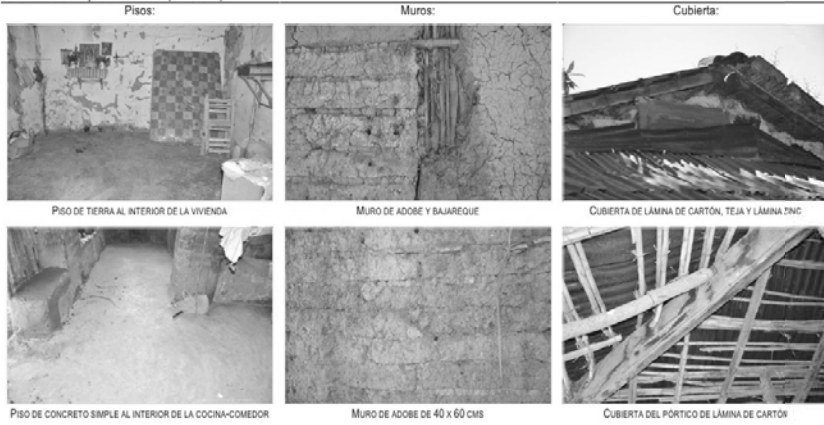 Pisos: Muros: Cubierta:
PISO DE TIERRA AL INTERIOR DE LA VIVIENDA
MURO DE ADOBE Y BAJAREQUE
CUBIERTA DE LÁMINA DE CARTÓN, TEJA Y LÁMINA ZINC
PISO DE CONCRETO SIMPLE AL INTERIOR DE LA COCINA-COMEDOR
MURO DE ADOBE DE 40 X 60 CMS
CUBIERTA DEL PÓRTICO DE LÁMINA DE CARTÓN